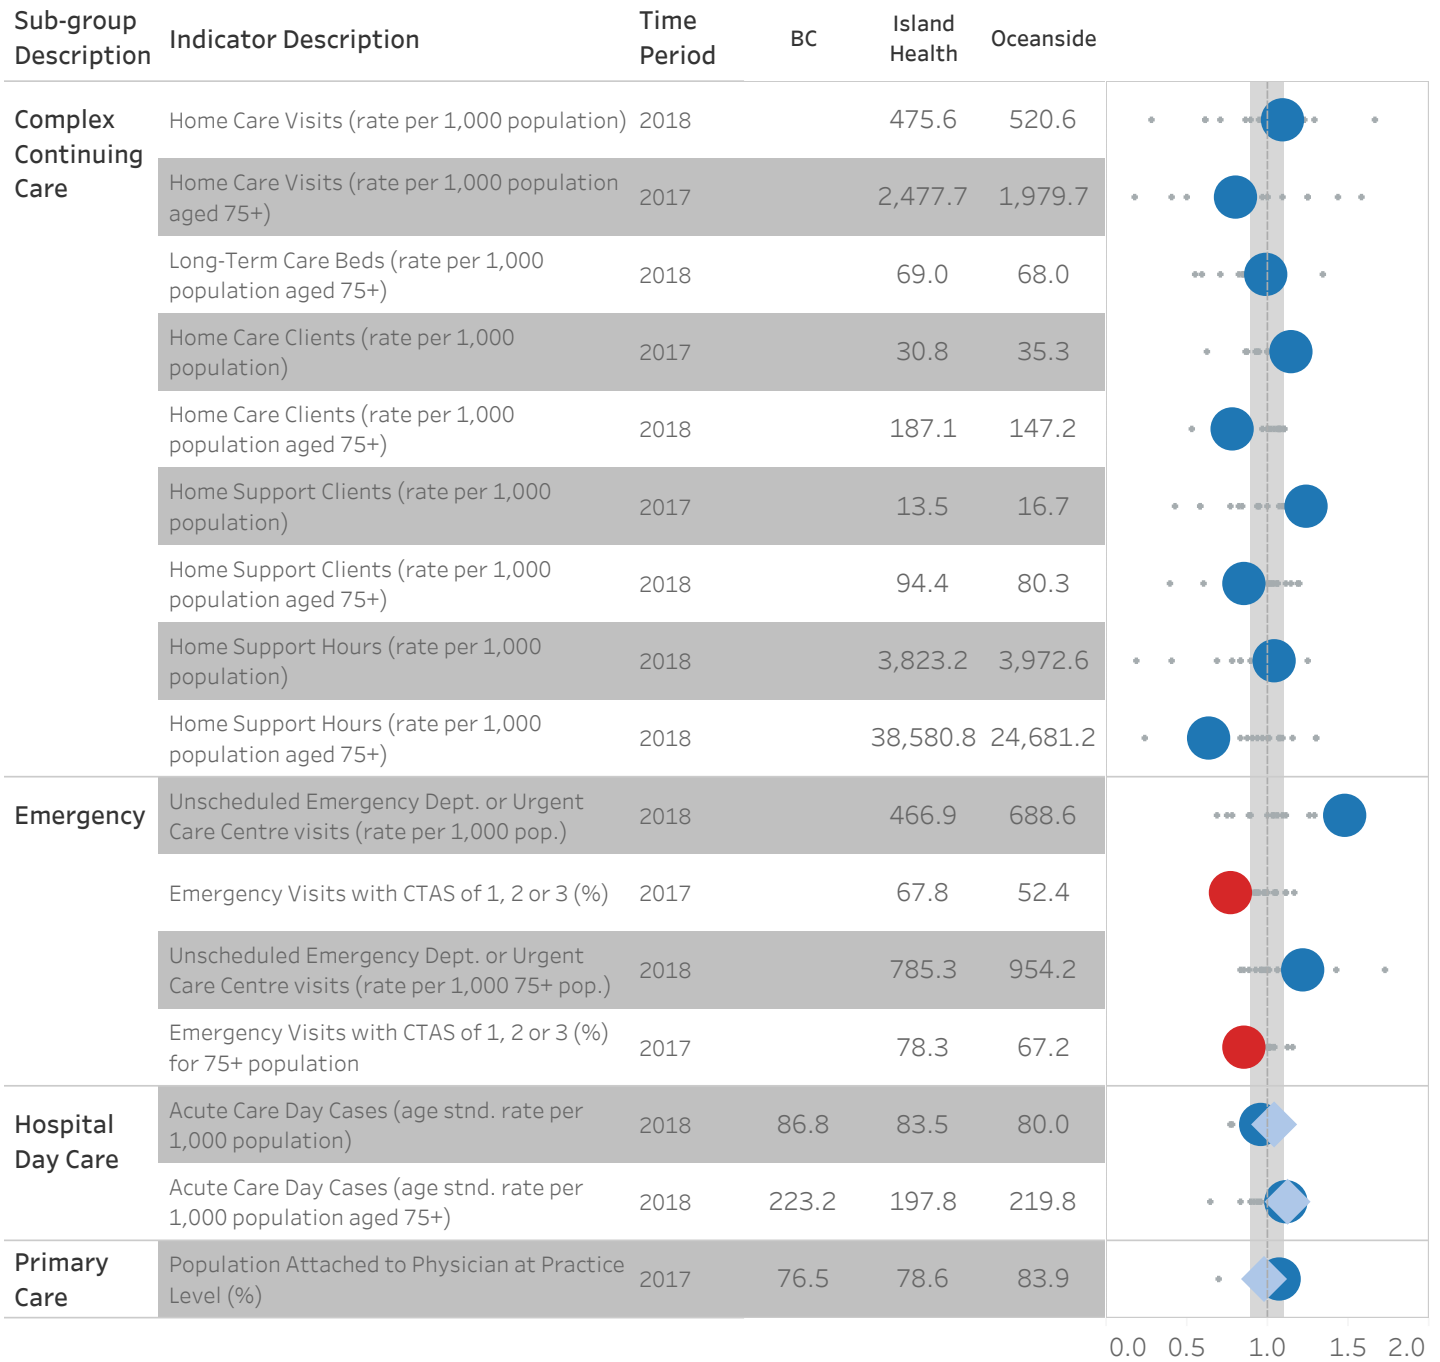 Sub-group
Description
Indicator Description
Time
Period
BC
Island
Health
Oceanside
Complex
Continuing
Care
Home Care Visits (rate per 1,000 population) 2018 475.6 520.6
Home Care Visits (rate per 1,000 population
aged 75+)
2017 2,477.7 1,979.7
Long-Term Care Beds (rate per 1,000
population aged 75+)
2018 69.0 68.0
Home Care Clients (rate per 1,000
population)
2017 30.8 35.3
Home Care Clients (rate per 1,000
population aged 75+)
2018 187.1 147.2
Home Support Clients (rate per 1,000
population)
2017 13.5 16.7
Home Support Clients (rate per 1,000
population aged 75+)
2018 94.4 80.3
Home Support Hours (rate per 1,000
population)
2018 3,823.2 3,972.6
Home Support Hours (rate per 1,000
population aged 75+)
2018 38,580.8 24,681.2
Emergency
Unscheduled Emergency Dept. or Urgent
Care Centre visits (rate per 1,000 pop.)
2018 466.9 688.6
Emergency Visits with CTAS of 1, 2 or 3 (%) 2017 67.8 52.4
Unscheduled Emergency Dept. or Urgent
Care Centre visits (rate per 1,000 75+ pop.)
2018 785.3 954.2
Emergency Visits with CTAS of 1, 2 or 3 (%)
for 75+ population
2017 78.3 67.2
Hospital
Day Care
Acute Care Day Cases (age stnd. rate per
1,000 population)
2018 86.8 83.5 80.0
Acute Care Day Cases (age stnd. rate per
1,000 population aged 75+)
2018 223.2 197.8 219.8
Primary
Care
Population Attached to Physician at Practice
Level (%)
2017 76.5 78.6 83.9
0.0 0.5 1.0 1.5 2.0